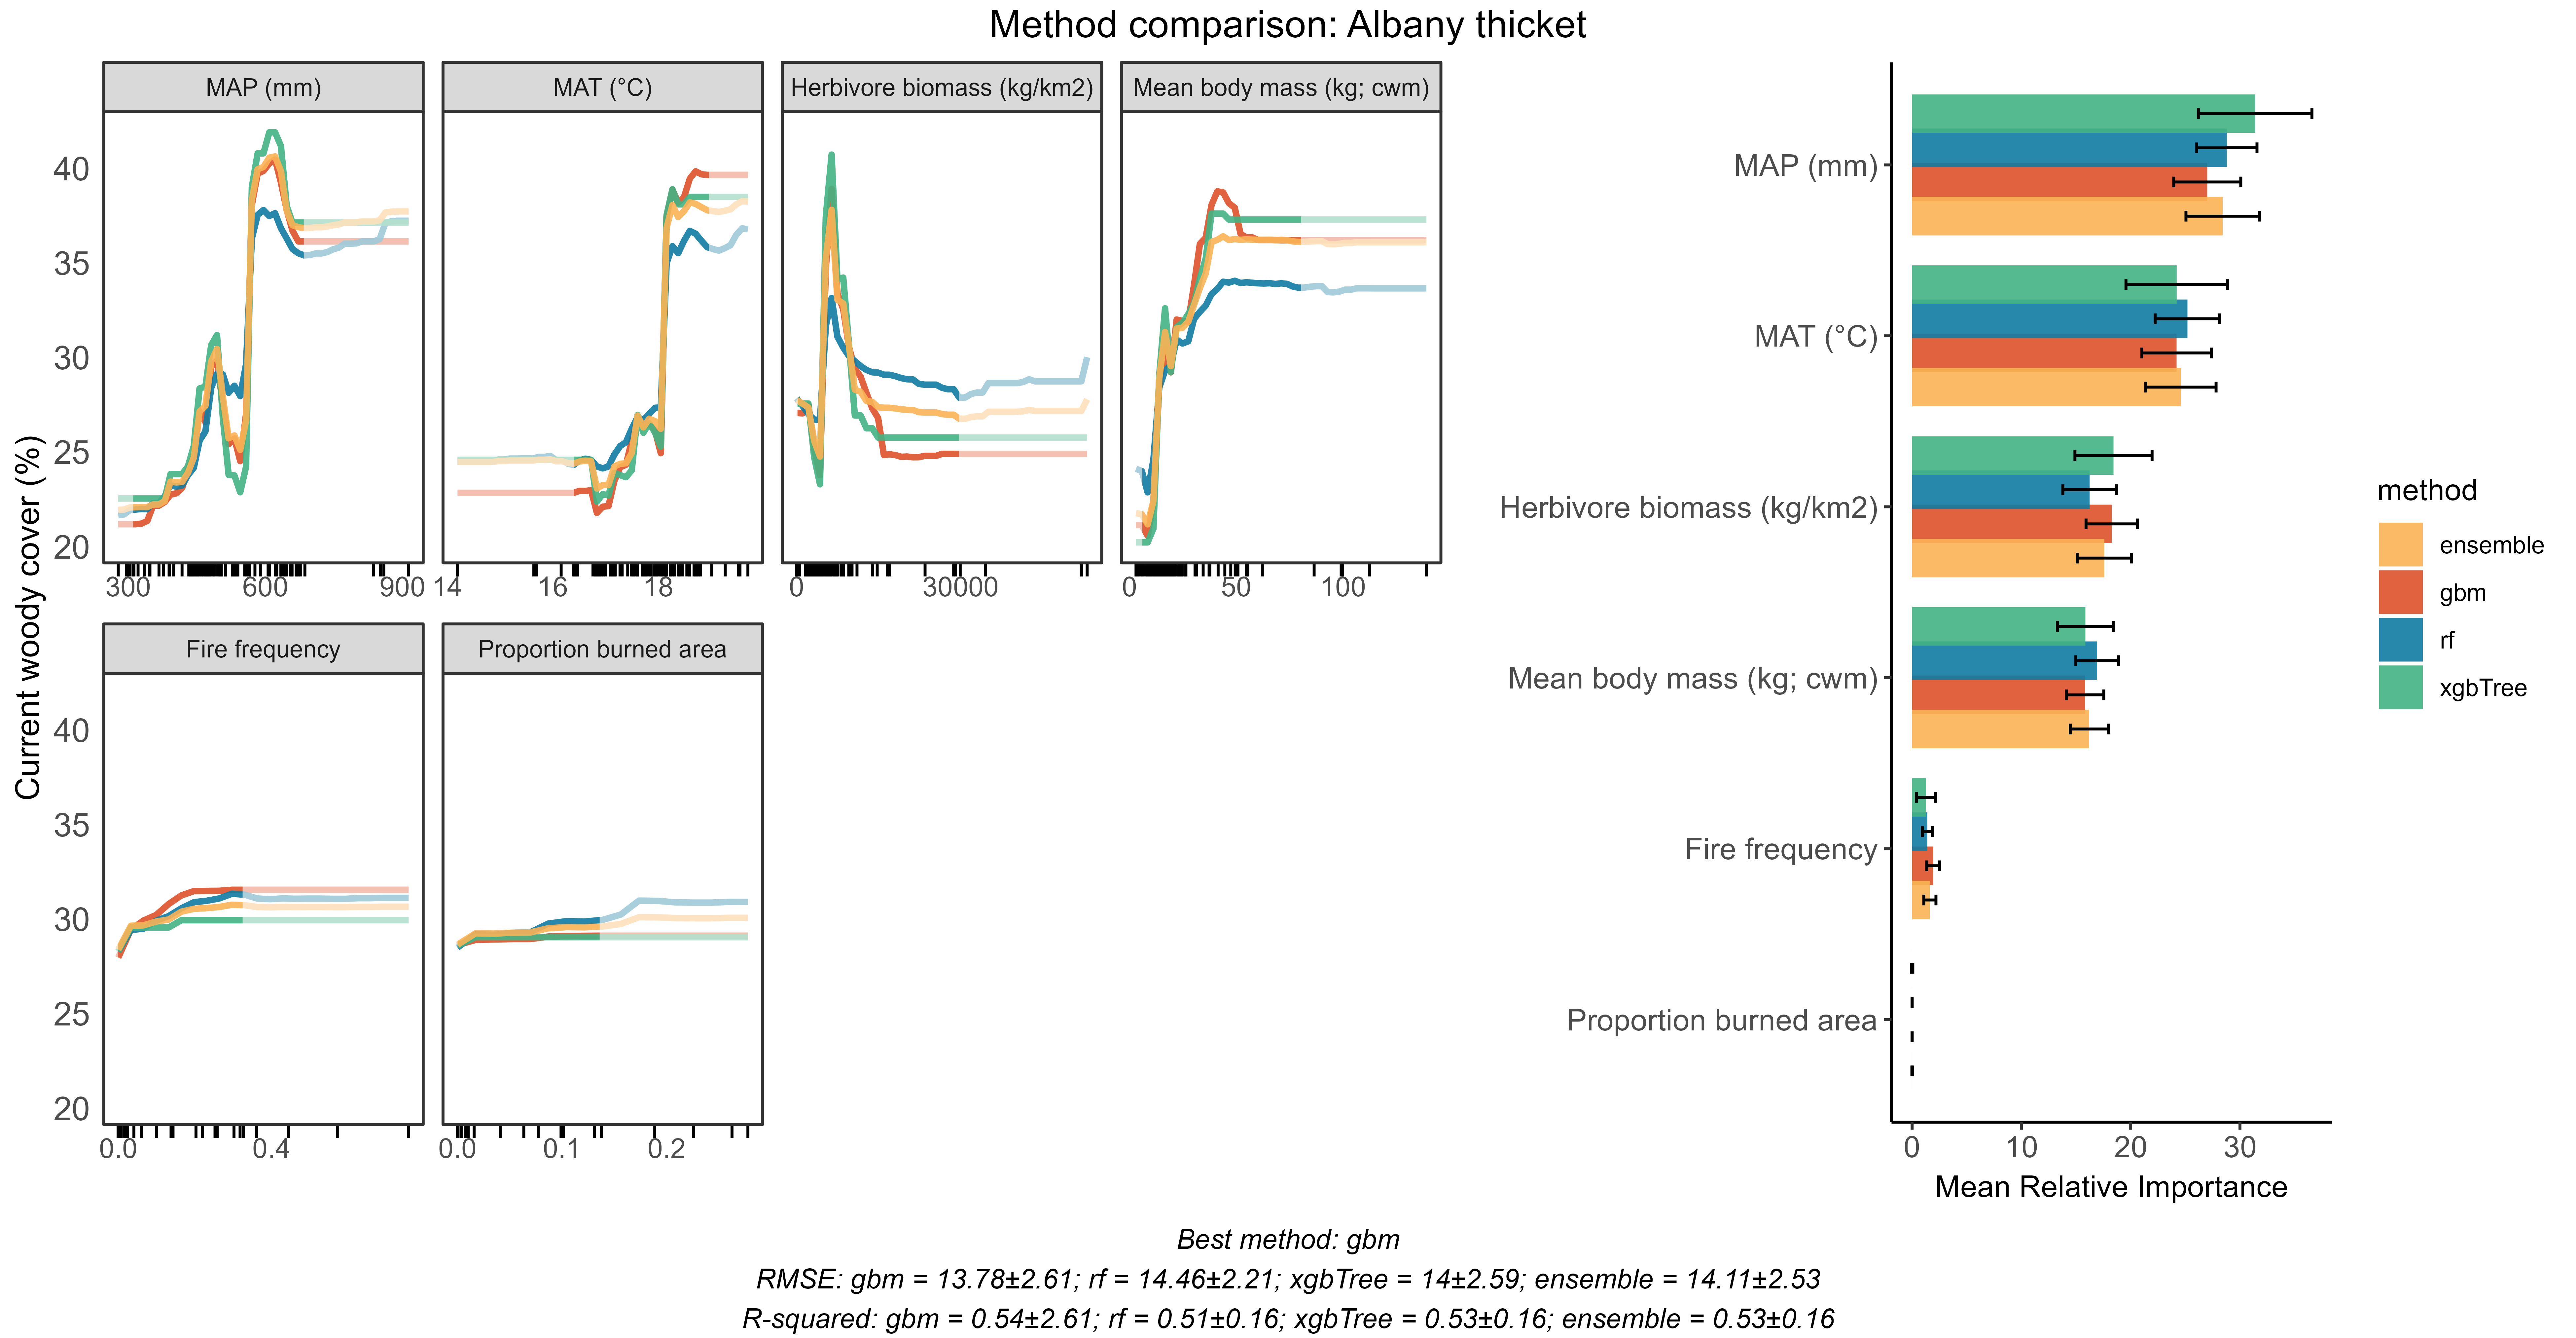 Method comparison: Albany thicket
MAP (mm)
MAT (°C)
Herbivore biomass (kg/km2)
Mean body mass (kg; cwm)
Current woody cover (%)
40
35
30
25
20
300 600 900
14 16 18
0 30000
0 50 100
Fire frequency
Proportion burned area
40
35
30
25
20
0.0 0.4
0.0 0.1 0.2
MAP (mm)
MAT (°C)
Herbivore biomass (kg/km2)
Mean body mass (kg; cwm)
Fire frequency
Proportion burned area
0 10 20 30
Mean Relative Importance
method
ensemble
gbm
rf
xgbTree
Best method: gbm
RMSE: gbm = 13.78±2.61; rf = 14.46±2.21; xgbTree = 14±2.59; ensemble = 14.11±2.53
R-squared: gbm = 0.54±2.61; rf = 0.51±0.16; xgbTree = 0.53±0.16; ensemble = 0.53±0.16